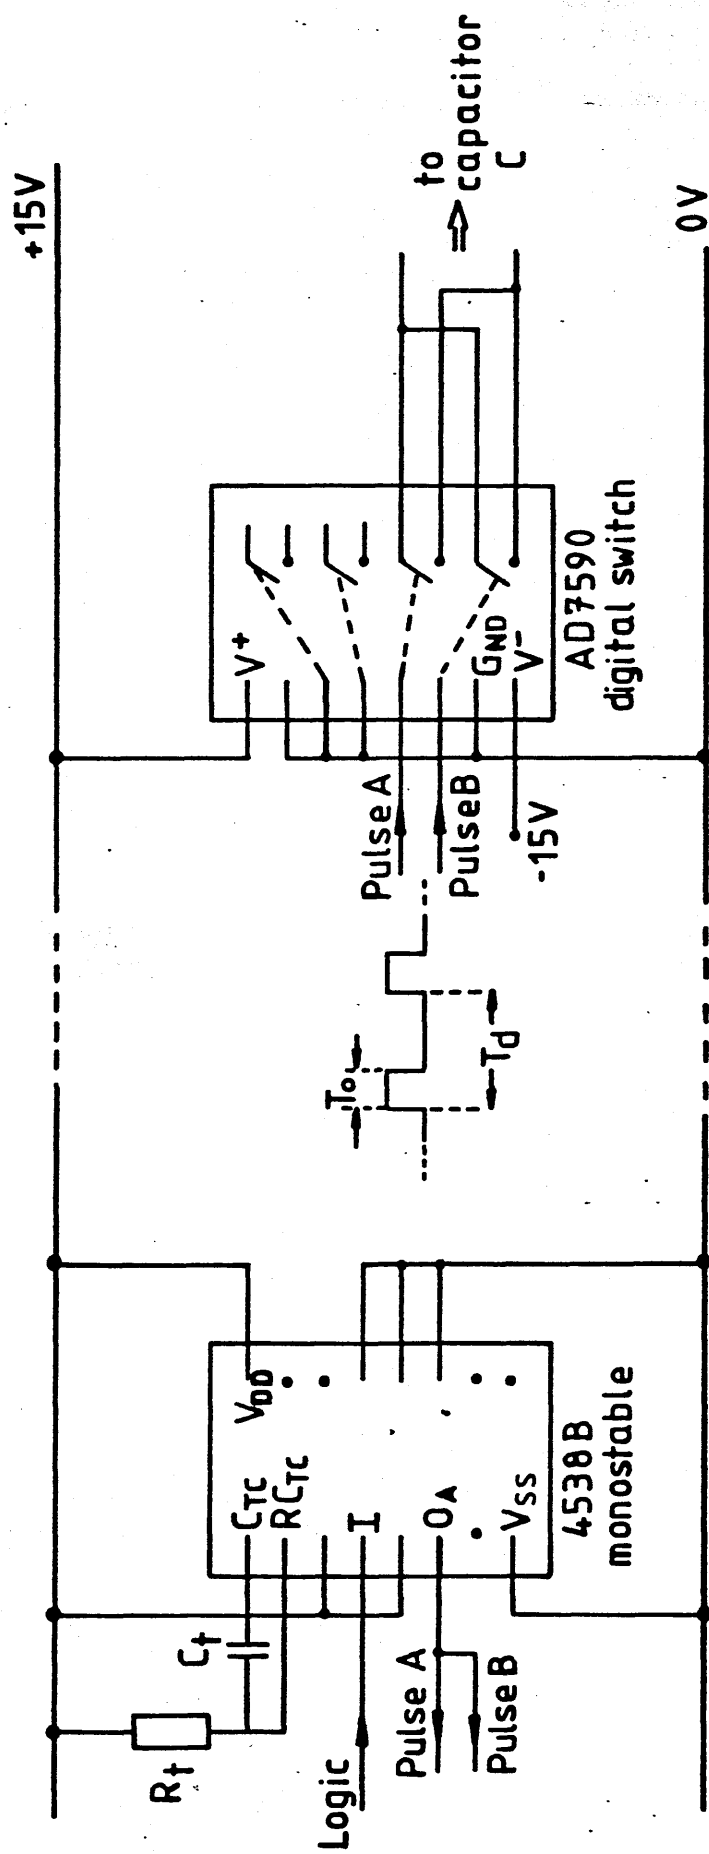 +15V
Rt
Ct
CTC
RCTC
VDD
I
OA
VSS
Logic
Pulse A
Pulse B
4538B
monostable
To
Td
Pulse A
Pulse B
-15V
V+
GND
V-
AD7590
digital switch
to
capacitor
C
0V